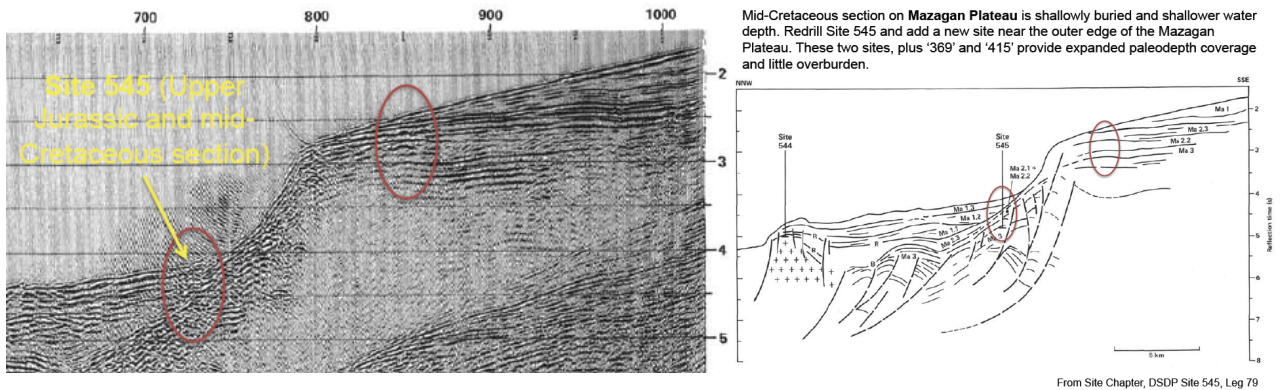 700 800 900 1000
Site 545 (Upper
Jurassic and mid-
Cretaceous section)
2
3
4
5
Mid-Cretaceous section on Mazagan Plateau is shallowly buried and shallower water
depth. Redrill Site 545 and add a new site near the outer edge of the Mazagan
Plateau. These two sites, plus '369' and '415' provide expanded paleodepth coverage
and little overburden.
NNW SSE
Site
544
Site
545
Ma 2.1 +
Ma 2.2
Ma 1
Ma 2.3
Ma 2.2
Ma 3
Ma 1.3
Ma 1.2
Ma 1.1
Ma 2.3
Ma 3
Ma 3
R
R
R
B
2
3
4
5
6
7
8
Reflection time (s)
5 km
From Site Chapter, DSDP Site 545, Leg 79